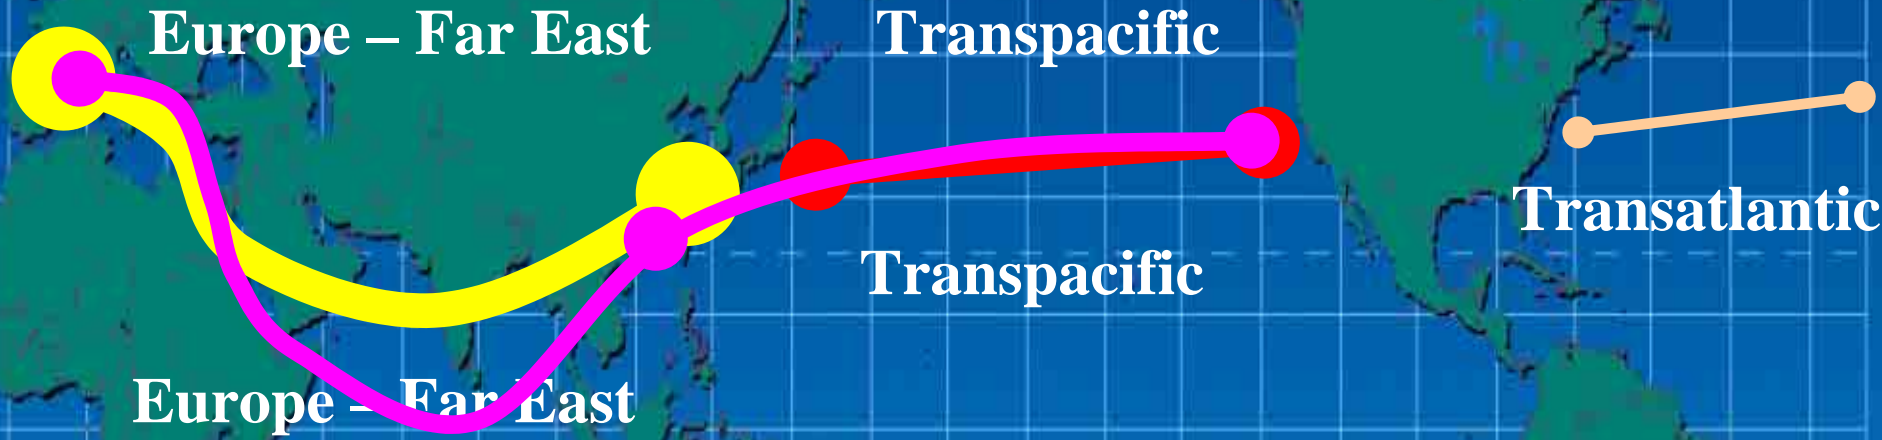 Europe – Far East
Transpacific
Transatlantic
Transpacific
Europe – Far East